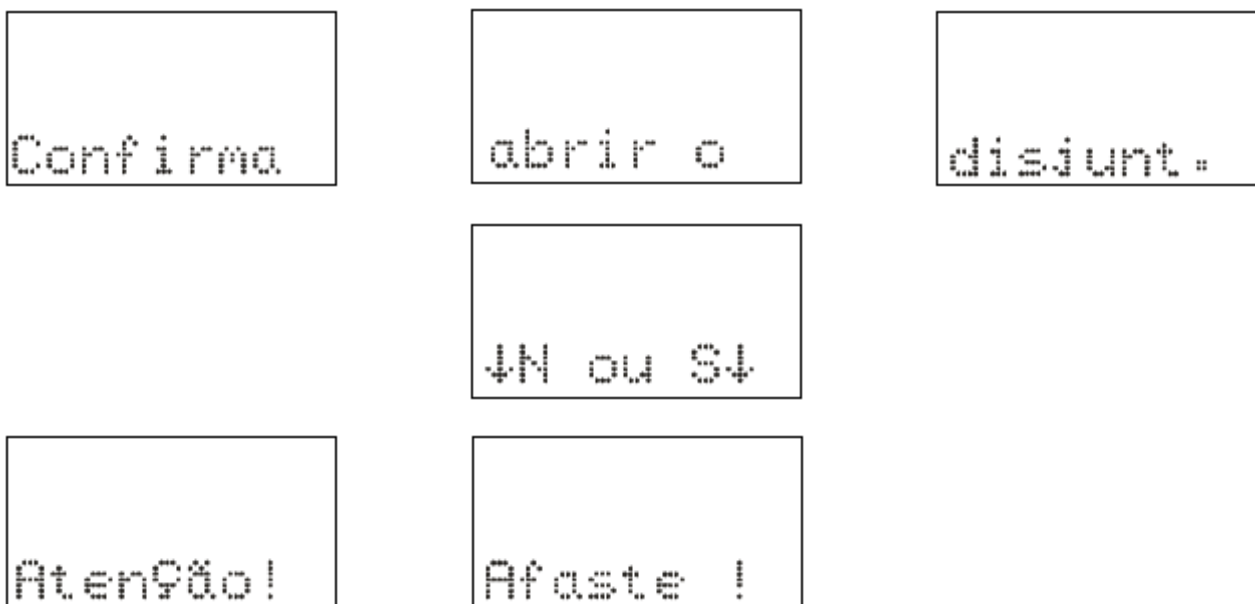 Confirma
abrir o
disjunt.
↓N ou S↓
Atenção!
Afaste !